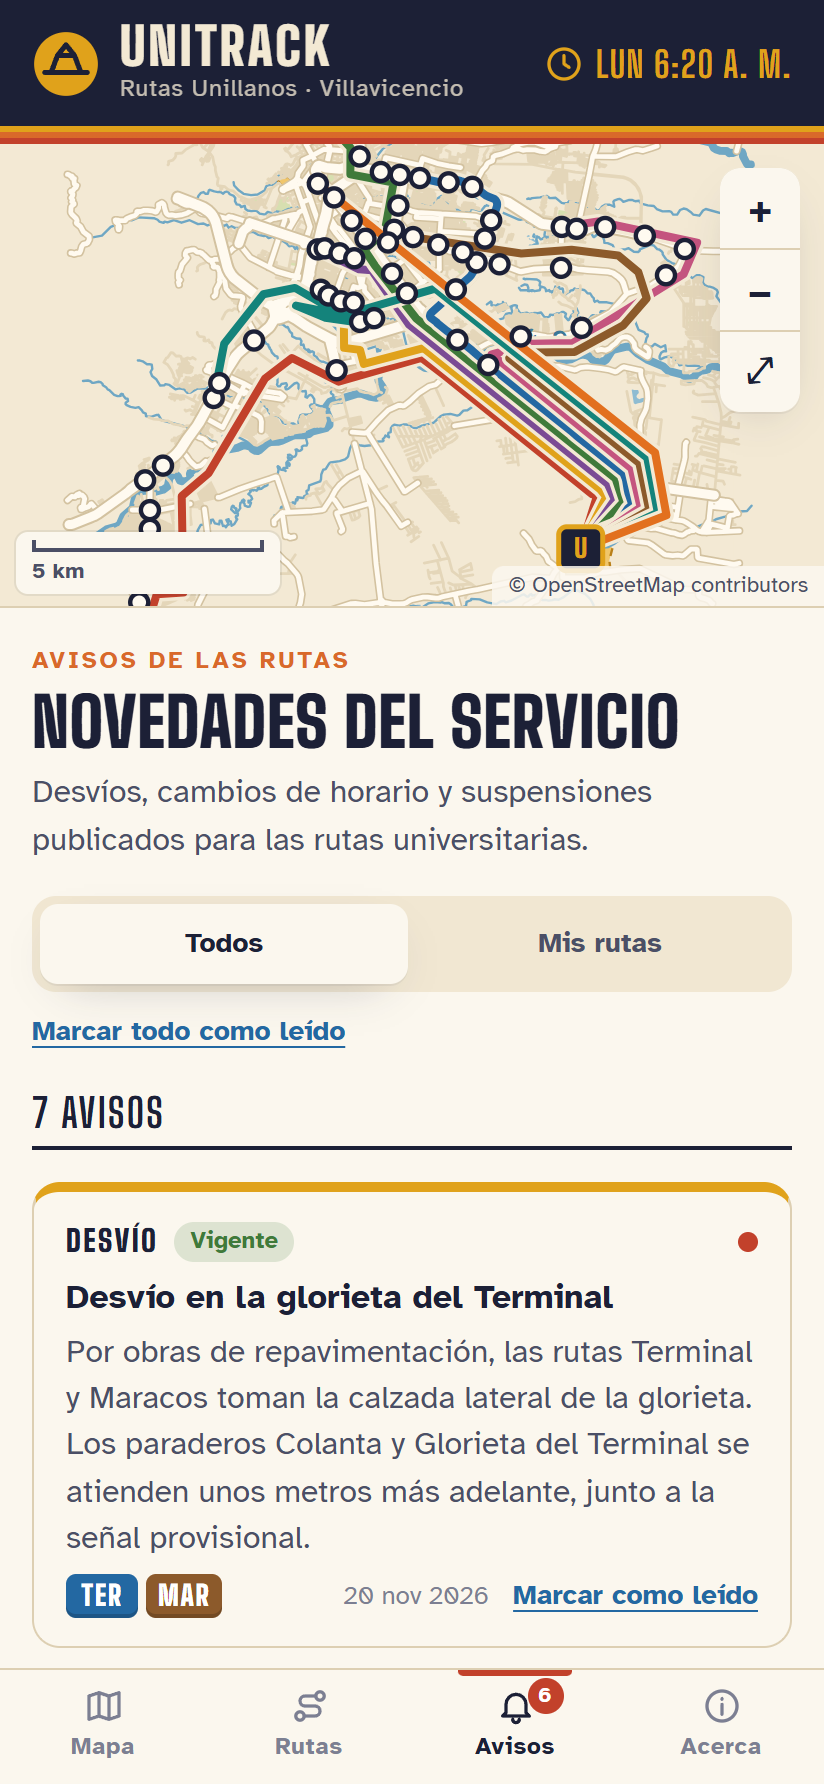 UNITRACK
Rutas Unillanos · Villavicencio
LUN 6:20 A. M.
+
−
U
5 km
© OpenStreetMap contributors
AVISOS DE LAS RUTAS
NOVEDADES DEL SERVICIO
Desvíos, cambios de horario y suspensiones
publicados para las rutas universitarias.
Todos
Mis rutas
Marcar todo como leído
7 AVISOS
DESVÍO
Vigente
Desvío en la glorieta del Terminal
Por obras de repavimentación, las rutas Terminal
y Maracos toman la calzada lateral de la glorieta.
Los paraderos Colanta y Glorieta del Terminal se
atienden unos metros más adelante, junto a la
señal provisional.
TER MAR 20 nov 2026 Marcar como leído
6
Mapa Rutas Avisos Acerca